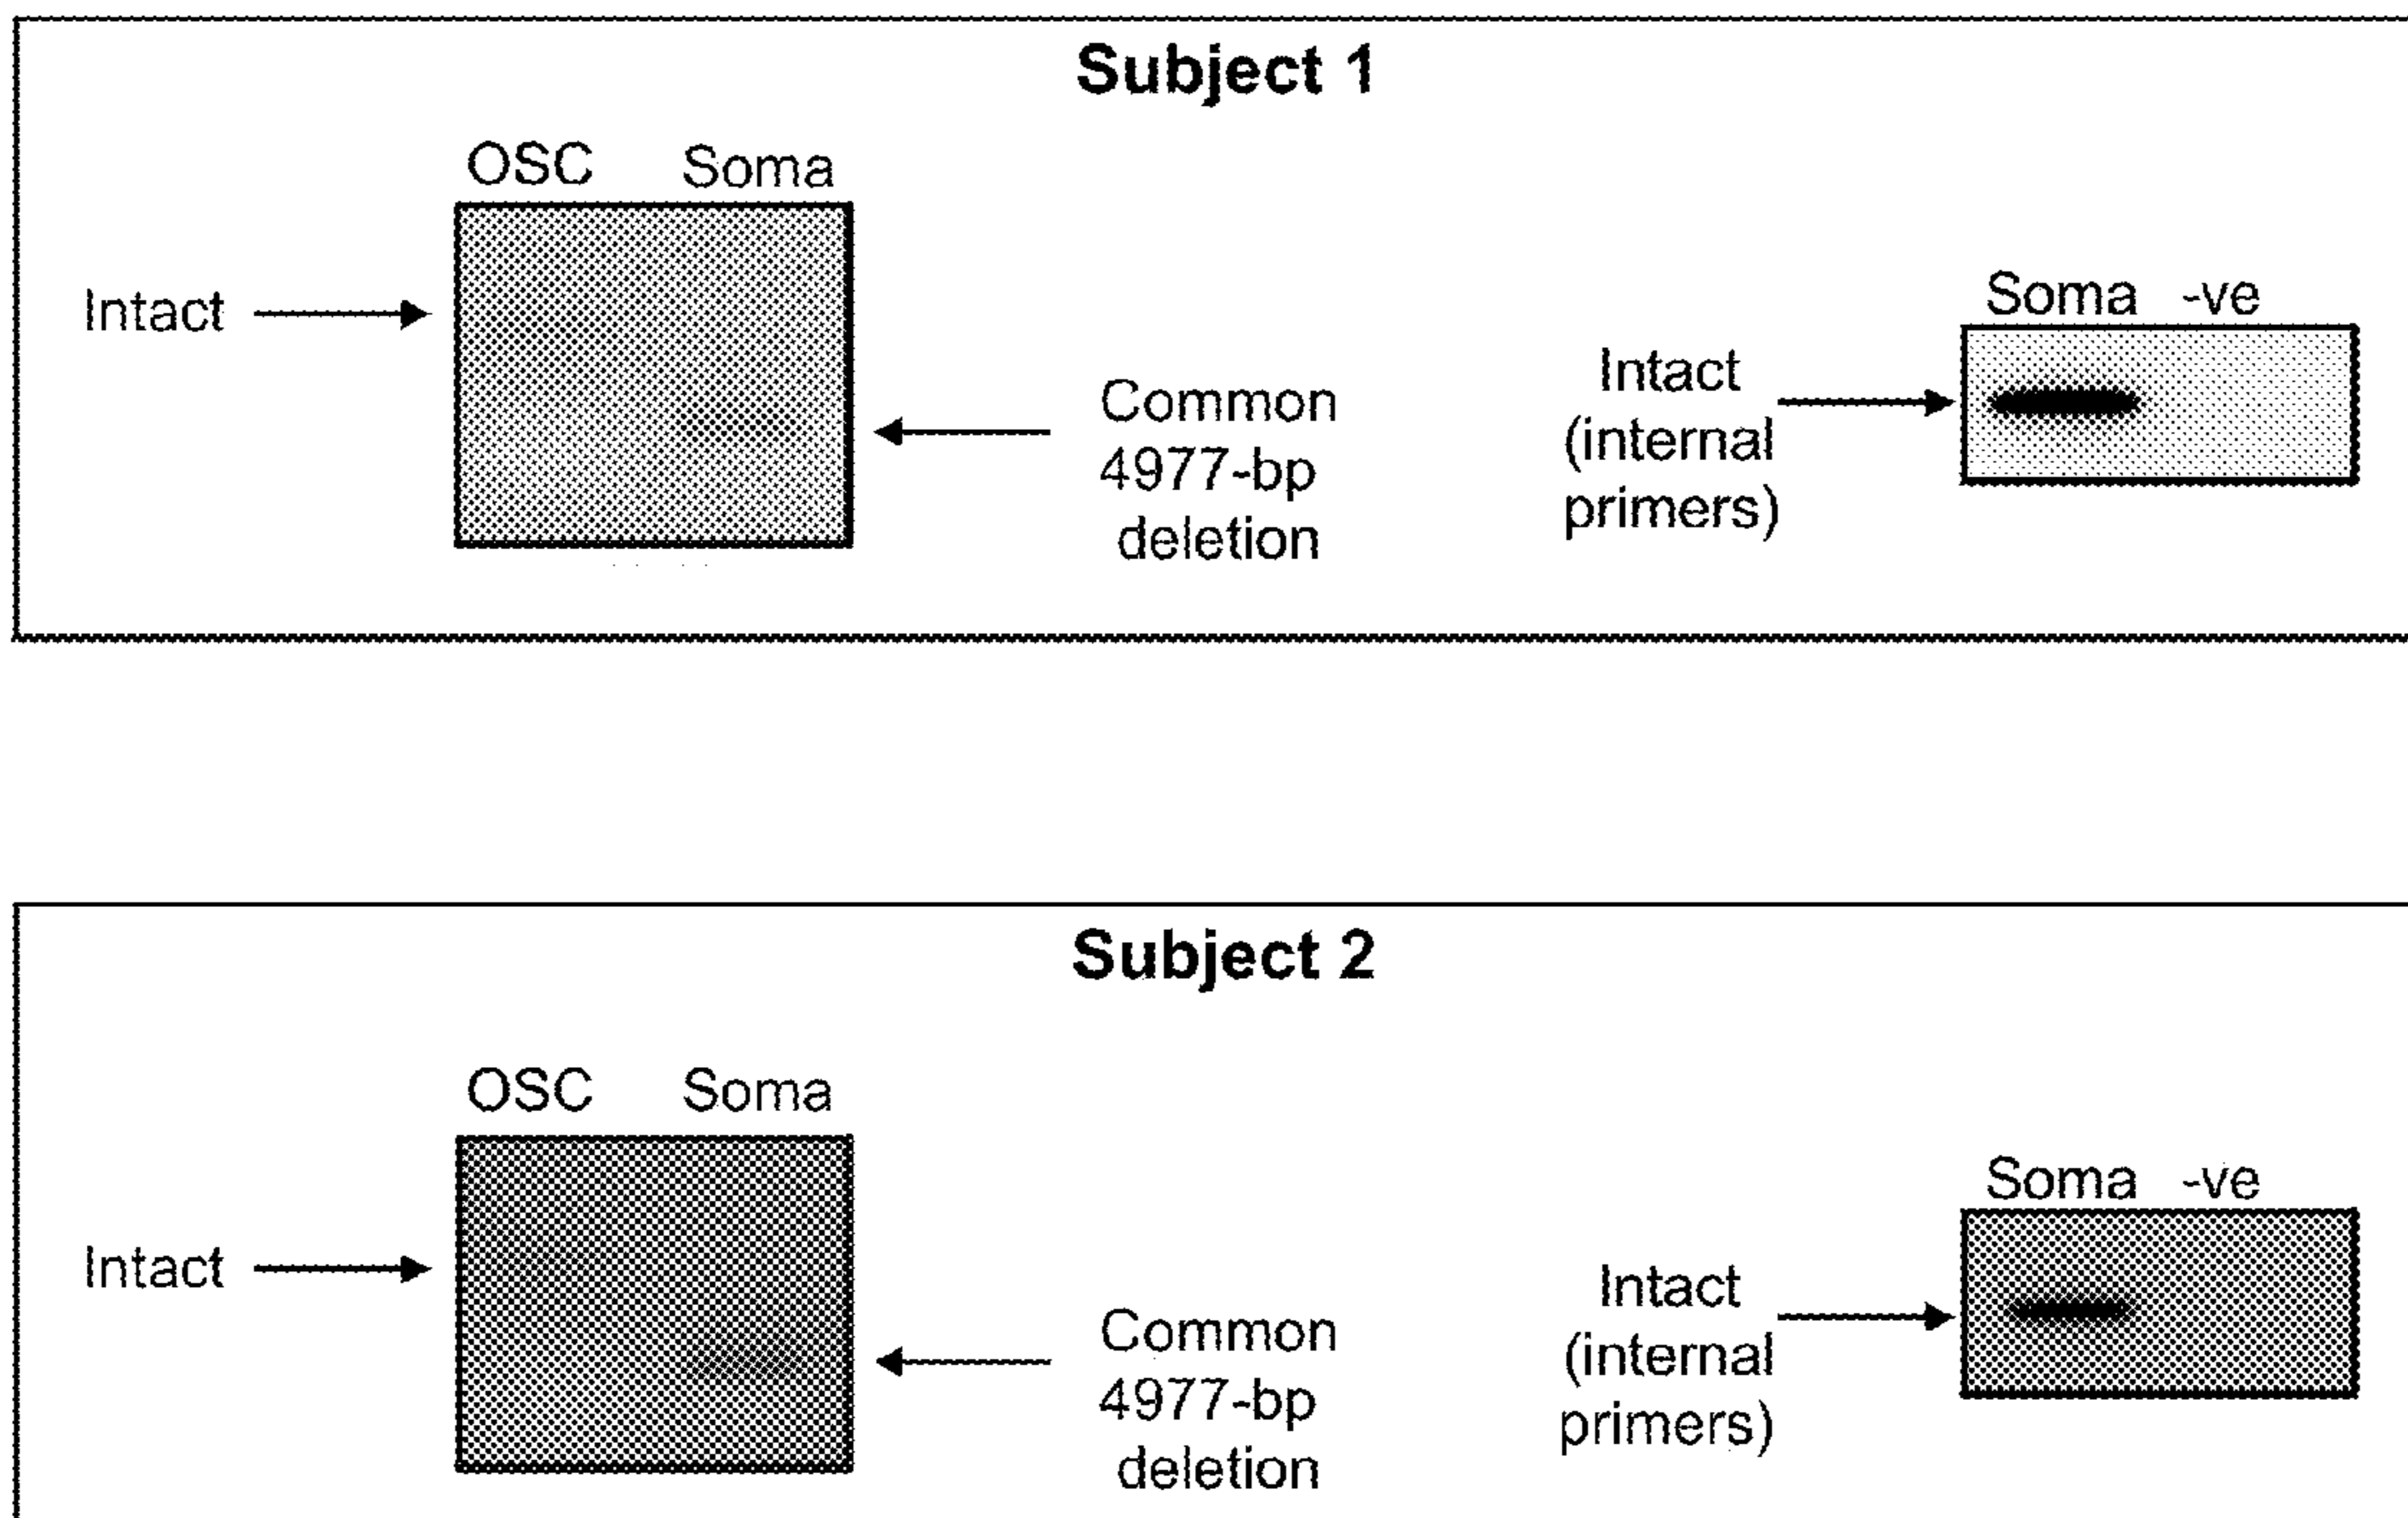 Subject 1
OSC Soma
Intact
Common
4977-bp
deletion
Soma -ve
Intact
(internal
primers)
Subject 2
OSC Soma
Intact
Common
4977-bp
deletion
Soma -ve
Intact
(internal
primers)